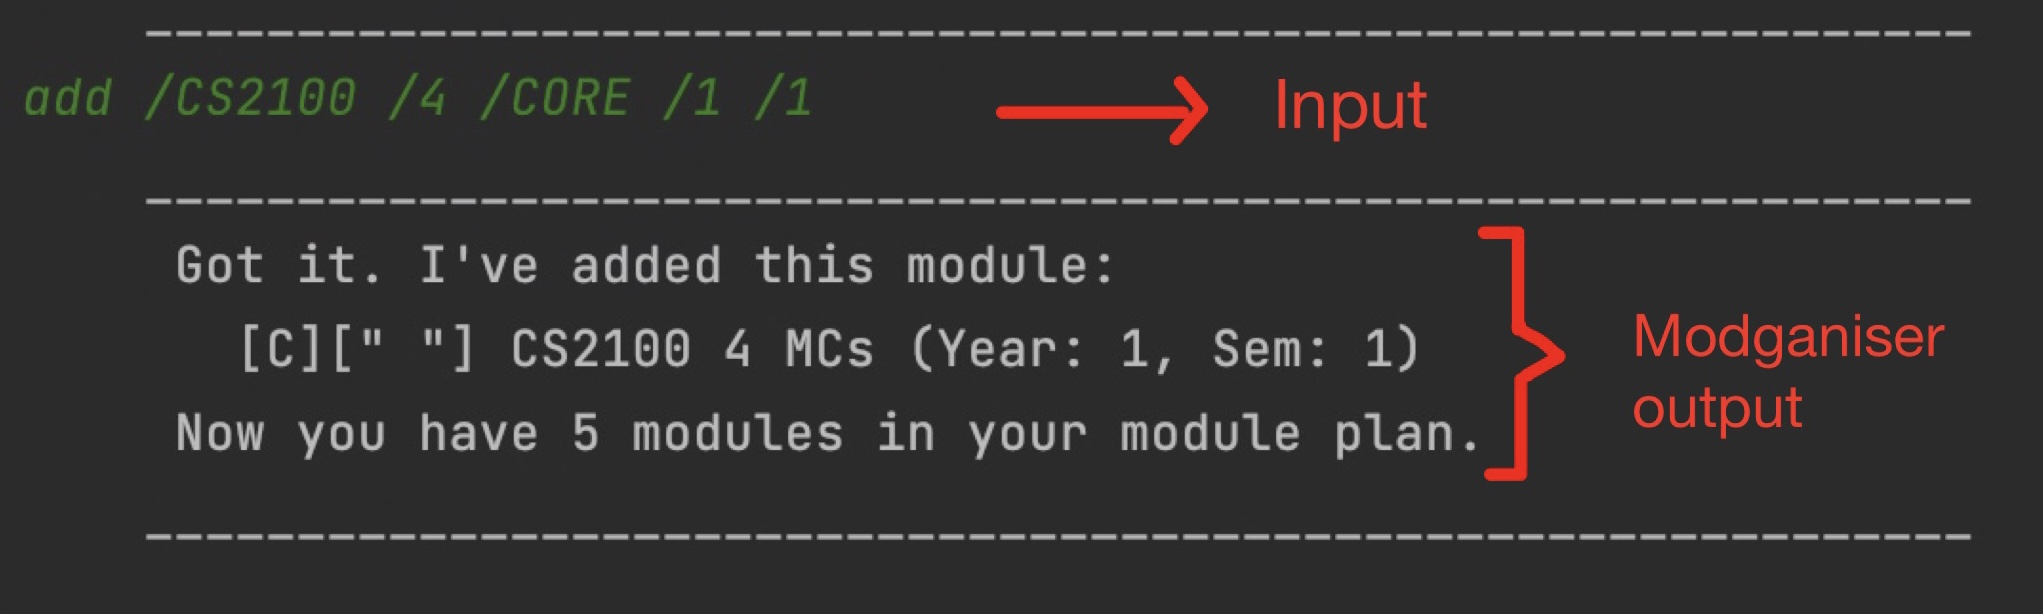 add /CS2100 /4 /CORE /1 /1
Input
Got it. I've added this module:
[C][" "] CS2100 4 MCs (Year: 1, Sem: 1)
Now you have 5 modules in your module plan.
Modganiser
output